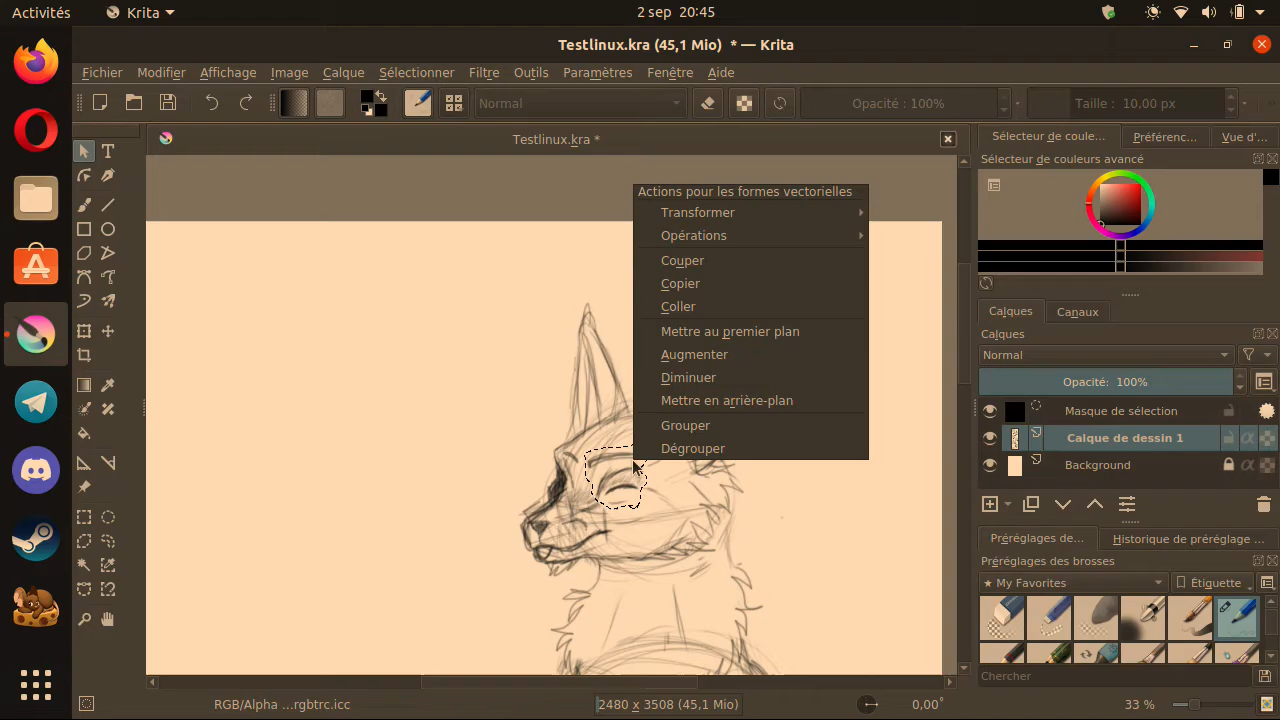 Activités
Krita
2 sep 20:45
Testlinux.kra (45,1 Mio) * — Krita
Fichier Modifier Affichage Image Calque Sélectionner Filtre Outils Paramètres Fenêtre Aide
Normal
Opacité : 100%
Taille : 10,00 px
Testlinux.kra *
Sélecteur de coule... Préférenc... Vue d'...
Sélecteur de couleurs avancé
Actions pour les formes vectorielles
Transformer
Opérations
Couper
Copier
Coller
Mettre au premier plan
Augmenter
Diminuer
Mettre en arrière-plan
Grouper
Dégrouper
Calques Canaux
Calques
Normal
Opacité: 100%
Masque de sélection
Calque de dessin 1
Background
Préréglages de... Historique de préréglage ...
Préréglages des brosses
★ My Favorites
Étiquette
Chercher
RGB/Alpha ...rgbtrc.icc
2480 x 3508 (45,1 Mio)
0,00°
33 %